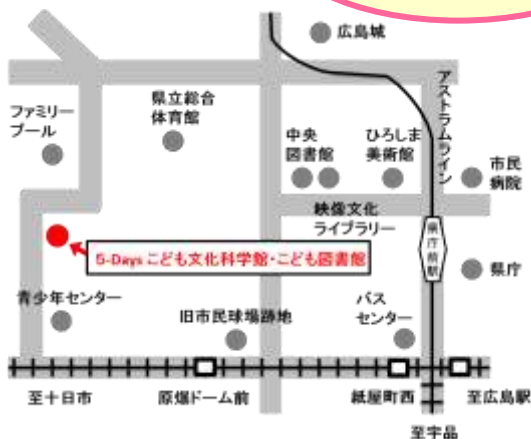 広島城
ファミリー
プール
県立総合
体育館
中央
図書館
ひろしま
美術館
アストラムライン
市民
病院
映像文化
ライブラリー
県庁前駅
5-Days こども文化科学館・こども図書館
県庁
青少年センター
旧市民球場跡地
バス
センター
至十日市
原爆ドーム前
紙屋町西
至広島駅
至宇品